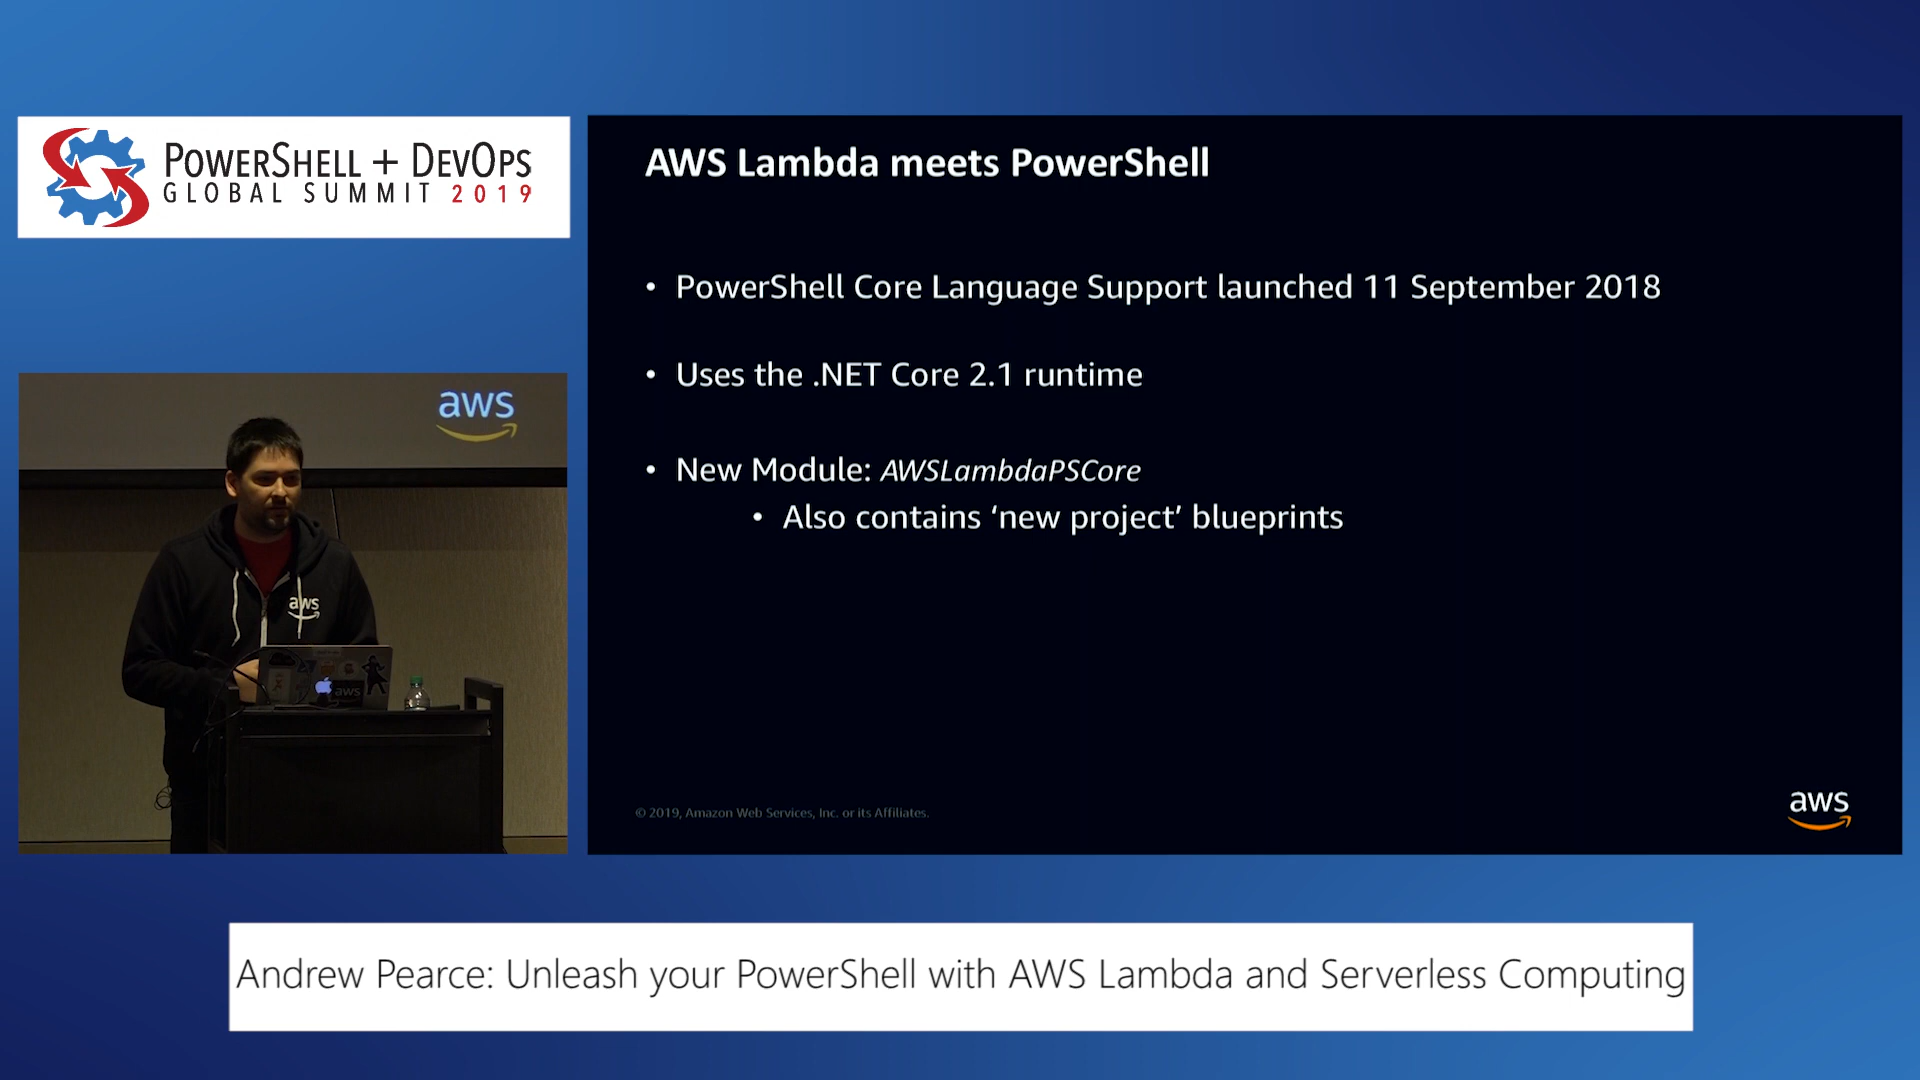 POWERSHELL + DEVOPS
GLOBAL SUMMIT 2019
AWS Lambda meets PowerShell
• PowerShell Core Language Support launched 11 September 2018
• Uses the .NET Core 2.1 runtime
• New Module: AWSLambdaPSCore
• Also contains ‘new project’ blueprints
© 2019, Amazon Web Services, Inc. or its Affiliates.
aws
aws
aws
aws
Andrew Pearce: Unleash your PowerShell with AWS Lambda and Serverless Computing